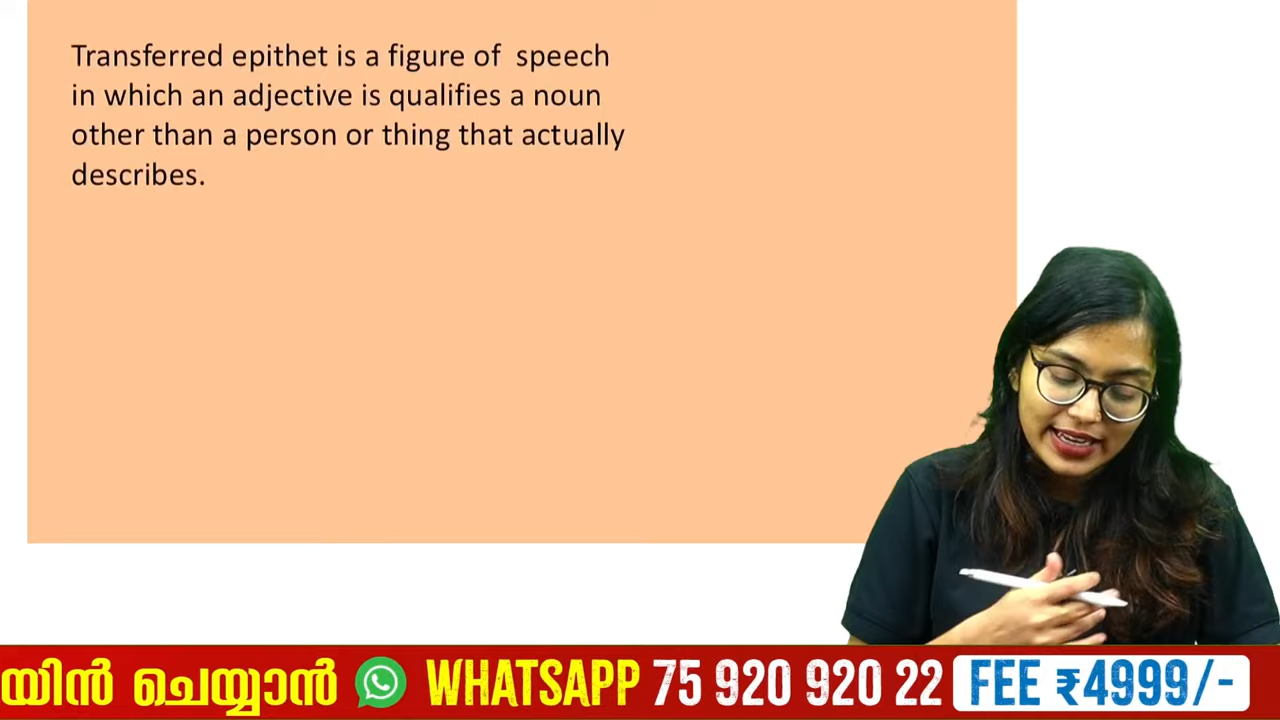 Transferred epithet is a figure of speech
in which an adjective is qualifies a noun
other than a person or thing that actually
describes.
യിൻ ചെയ്യാൻ WHATSAPP 75 920 920 22 FEE ₹4999/-